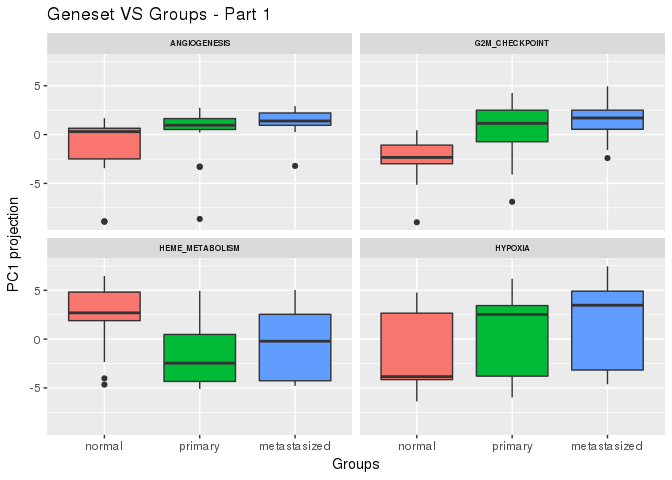 Geneset VS Groups - Part 1
ANGIOGENESIS
G2M_CHECKPOINT
5
0
-5
HEME_METABOLISM
HYPOXIA
5
0
-5
PC1 projection
normal
primary
metastasized
normal
primary
metastasized
Groups